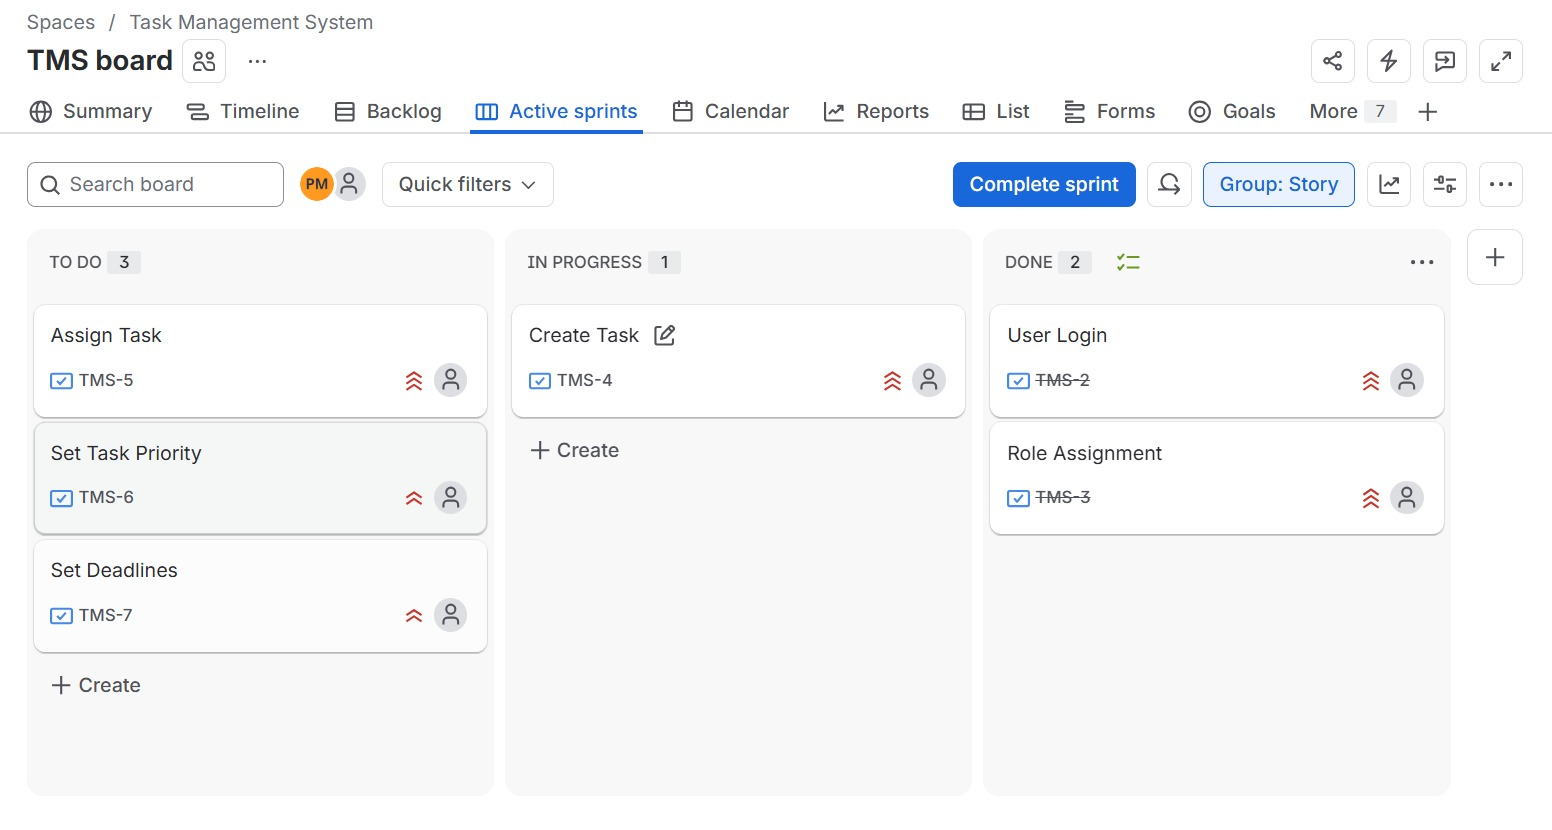 Spaces / Task Management System
TMS board
Summary Timeline Backlog Active sprints Calendar Reports List Forms Goals More 7
Search board PM Quick filters Complete sprint Group: Story
TO DO 3
Assign Task
TMS-5
Set Task Priority
TMS-6
Set Deadlines
TMS-7
Create
IN PROGRESS 1
Create Task
TMS-4
Create
DONE 2
User Login
TMS-2
Role Assignment
TMS-3